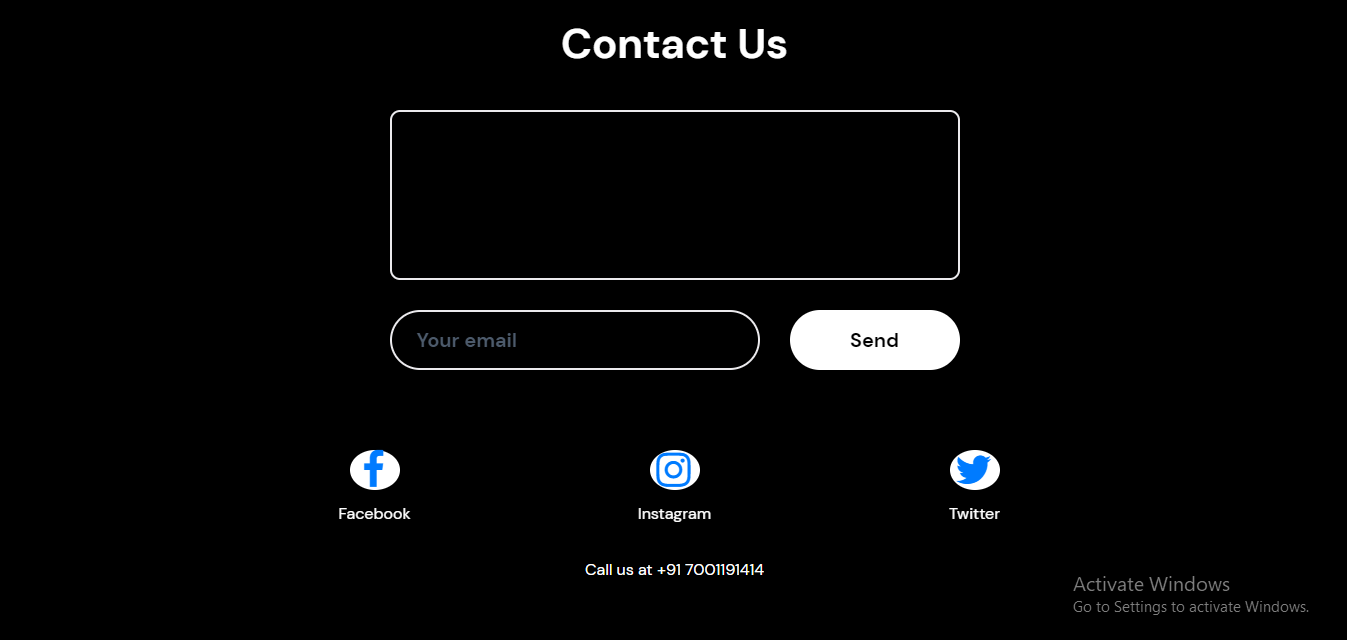 Contact Us
Your email
Send
Facebook
Instagram
Twitter
Call us at +91 7001191414
Activate Windows
Go to Settings to activate Windows.